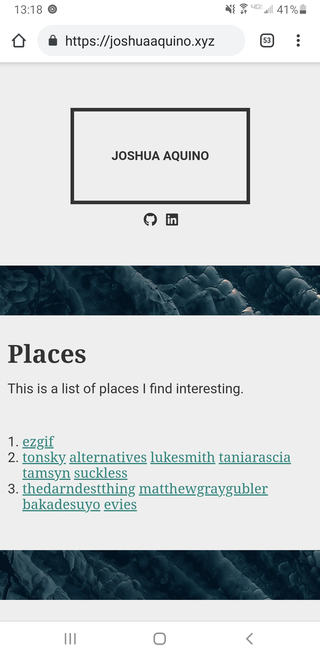 13:18 41%
https://joshuaaquino.xyz 53
JOSHUA AQUINO
in
Places
This is a list of places I find interesting.
1. ezgif
2. tonsky alternatives lukesmith taniarascia
tamsyn suckless
3. thedarndestthing matthewgraygubler
bakadesuyo evies